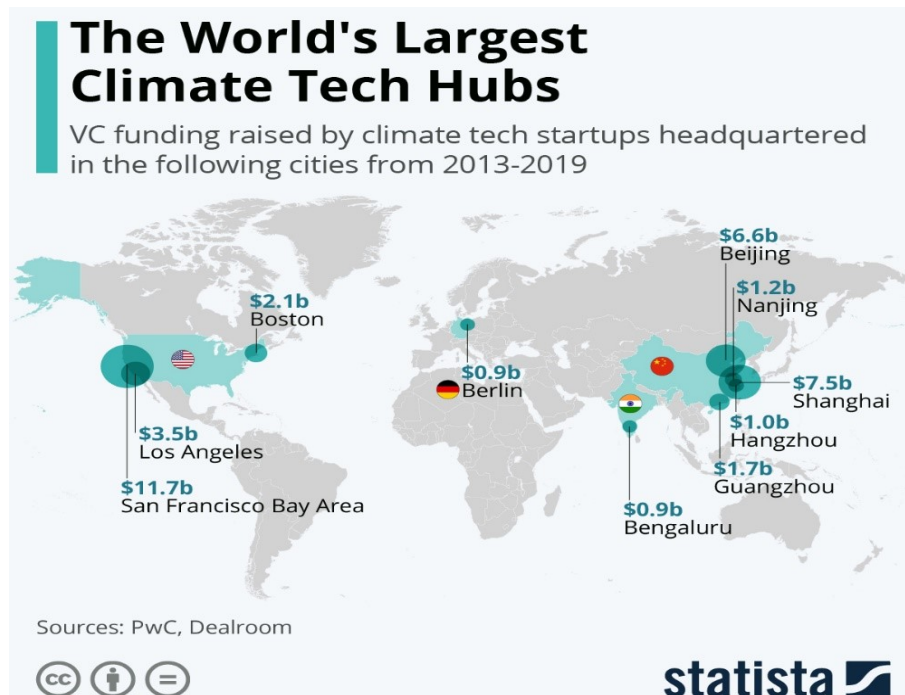 The World's Largest
Climate Tech Hubs
VC funding raised by climate tech startups headquartered
in the following cities from 2013-2019
$6.6b
Beijing
$1.2b
Nanjing
$2.1b
Boston
$0.9b
Berlin
$7.5b
Shanghai
$3.5b
Los Angeles
$1.0b
Hangzhou
$11.7b
San Francisco Bay Area
$1.7b
Guangzhou
$0.9b
Bengaluru
Sources: PwC, Dealroom
cc
statista